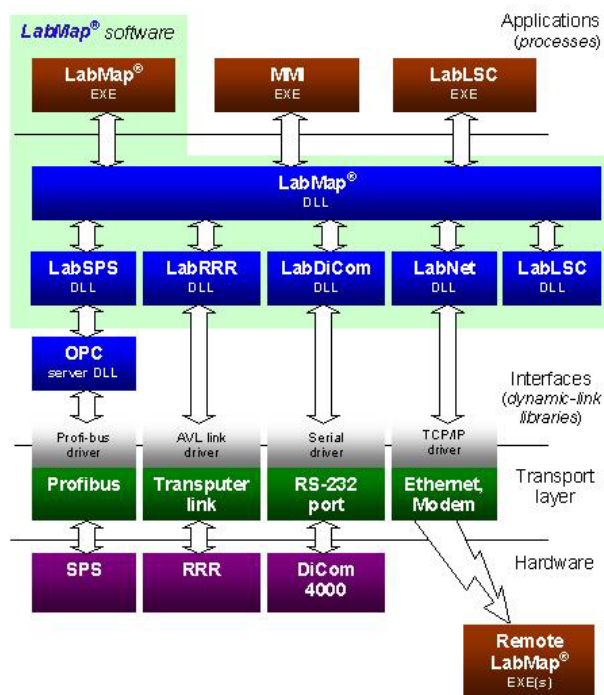 LabMap® software
Applications
(processes)
LabMap®
EXE
MMI
EXE
LabLSC
EXE
LabMap®
DLL
LabSPS
DLL
LabRRR
DLL
LabDiCom
DLL
LabNet
DLL
LabLSC
DLL
OPC
server DLL
Interfaces
(dynamic-link
libraries)
Profi-bus
driver
AVL link
driver
Serial
driver
TCP/IP
driver
Profibus
Transputer
link
RS-232
port
Ethernet,
Modem
Transport
layer
Hardware
SPS
RRR
DiCom
4000
Remote
LabMap®
EXE(s)